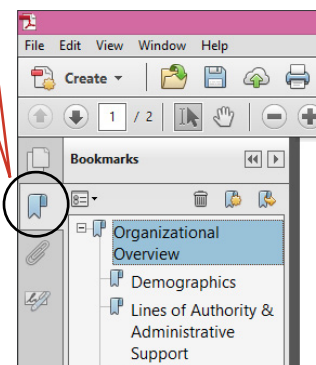 File Edit View Window Help
Create
1 / 2
Bookmarks
Organizational
Overview
Demographics
Lines of Authority &
Administrative
Support